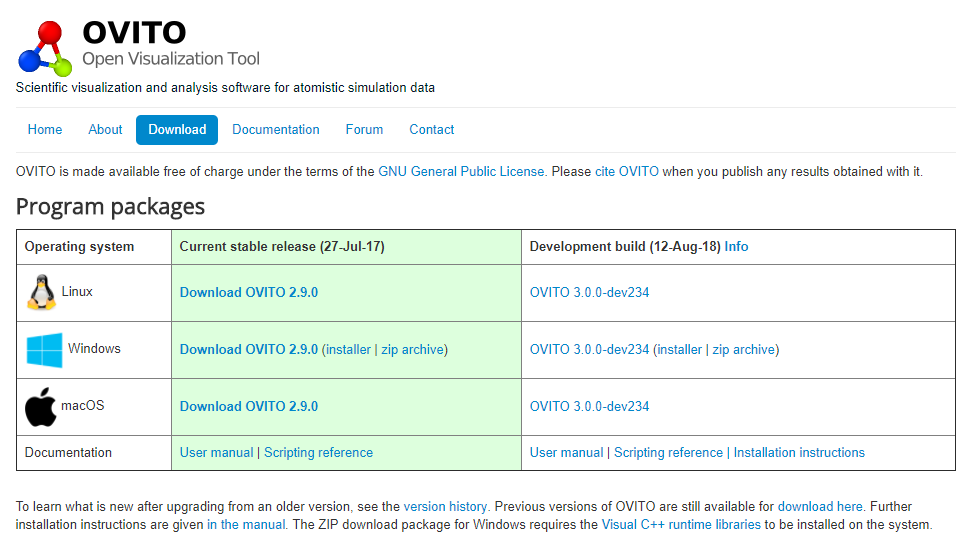 OVITO
Open Visualization Tool
Scientific visualization and analysis software for atomistic simulation data
Home About Download Documentation Forum Contact
OVITO is made available free of charge under the terms of the GNU General Public License. Please cite OVITO when you publish any results obtained with it.
Program packages
Operating system Current stable release (27-Jul-17) Development build (12-Aug-18) Info
Linux Download OVITO 2.9.0 OVITO 3.0.0-dev234
Windows Download OVITO 2.9.0 (installer | zip archive) OVITO 3.0.0-dev234 (installer | zip archive)
macOS Download OVITO 2.9.0 OVITO 3.0.0-dev234
Documentation User manual | Scripting reference User manual | Scripting reference | Installation instructions
To learn what is new after upgrading from an older version, see the version history. Previous versions of OVITO are still available for download here. Further
installation instructions are given in the manual. The ZIP download package for Windows requires the Visual C++ runtime libraries to be installed on the system.